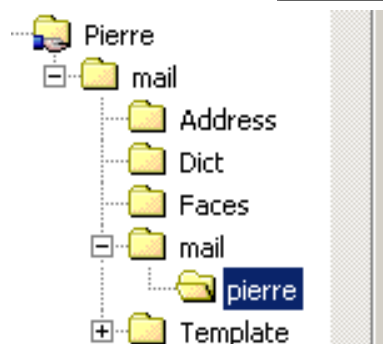 Pierre
mail
Address
Dict
Faces
mail
pierre
Template